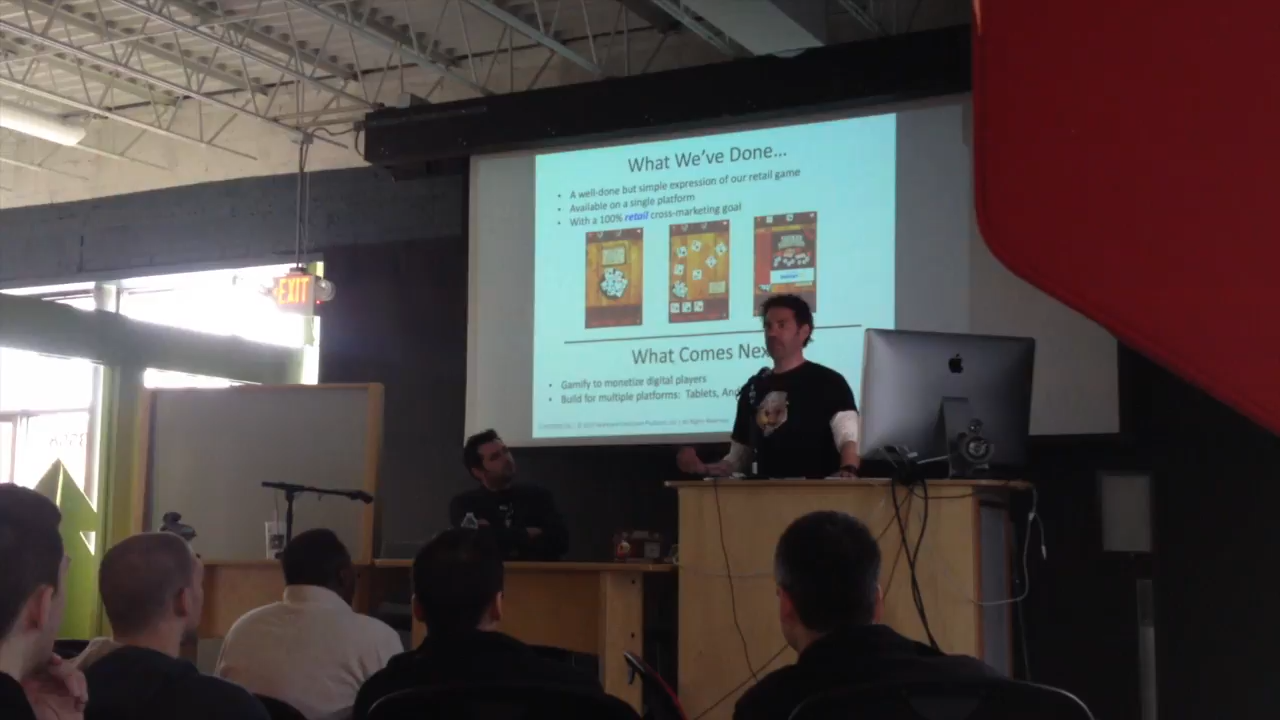 What We've Done...
• A well-done but simple expression of our retail game
• Available on a single platform
• With a 100% retail cross-marketing goal
What Comes Nex
• Gamify to monetize digital players
• Build for multiple platforms: Tablets, And
EXIT